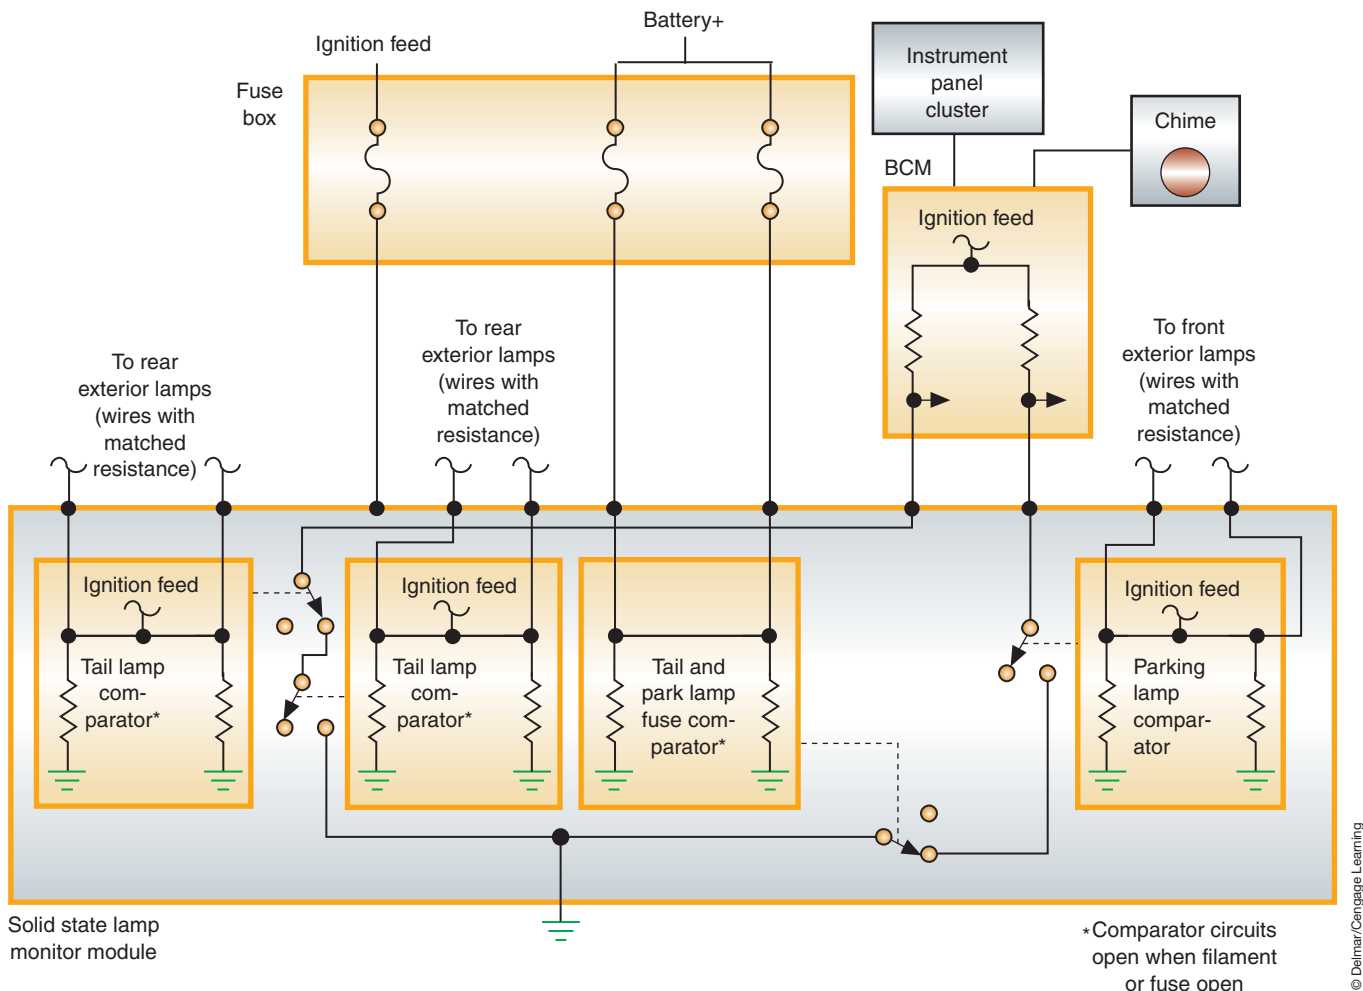 Battery+
Ignition feed
Fuse
box
Instrument
panel
cluster
Chime
BCM
Ignition feed
To rear
exterior lamps
(wires with
matched
resistance)
To rear
exterior lamps
(wires with
matched
resistance)
To front
exterior lamps
(wires with
matched
resistance)
Ignition feed
Tail lamp
com-
parator*
Ignition feed
Tail lamp
com-
parator*
Tail and
park lamp
fuse com-
parator*
Ignition feed
Parking
lamp
compar-
ator
Solid state lamp
monitor module
*Comparator circuits
open when filament
or fuse open
© Delmar/Cengage Learning